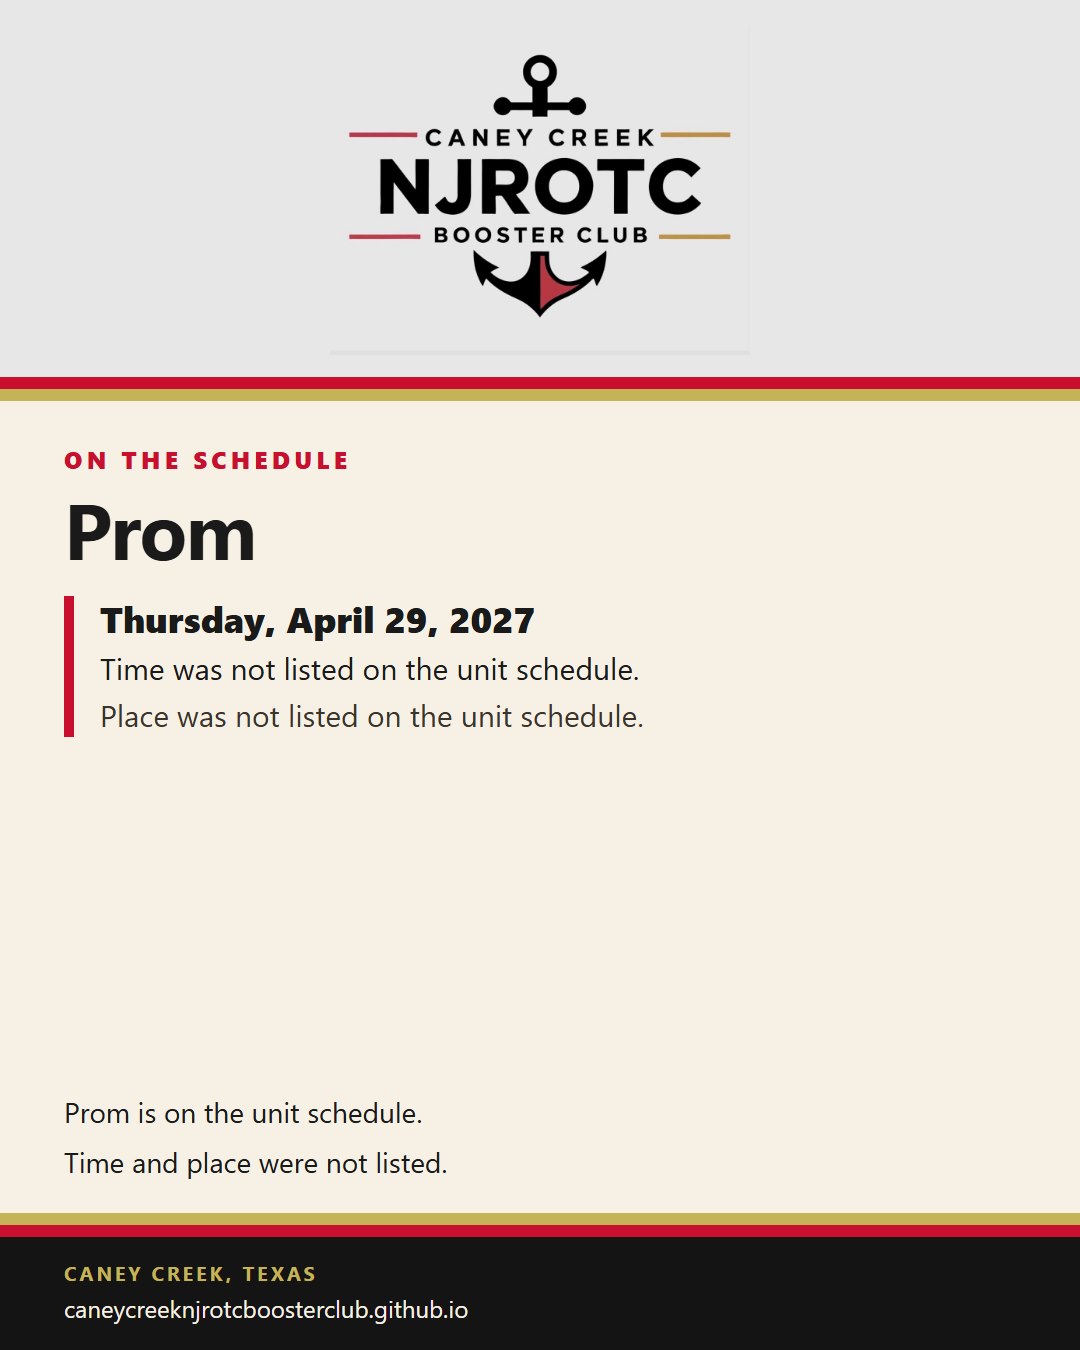 CANEY CREEK
NJROTC
BOOSTER CLUB
ON THE SCHEDULE
Prom
Thursday, April 29, 2027
Time was not listed on the unit schedule.
Place was not listed on the unit schedule.
Prom is on the unit schedule.
Time and place were not listed.
CANEY CREEK, TEXAS
caneycreeknjrotcboosterclub.github.io